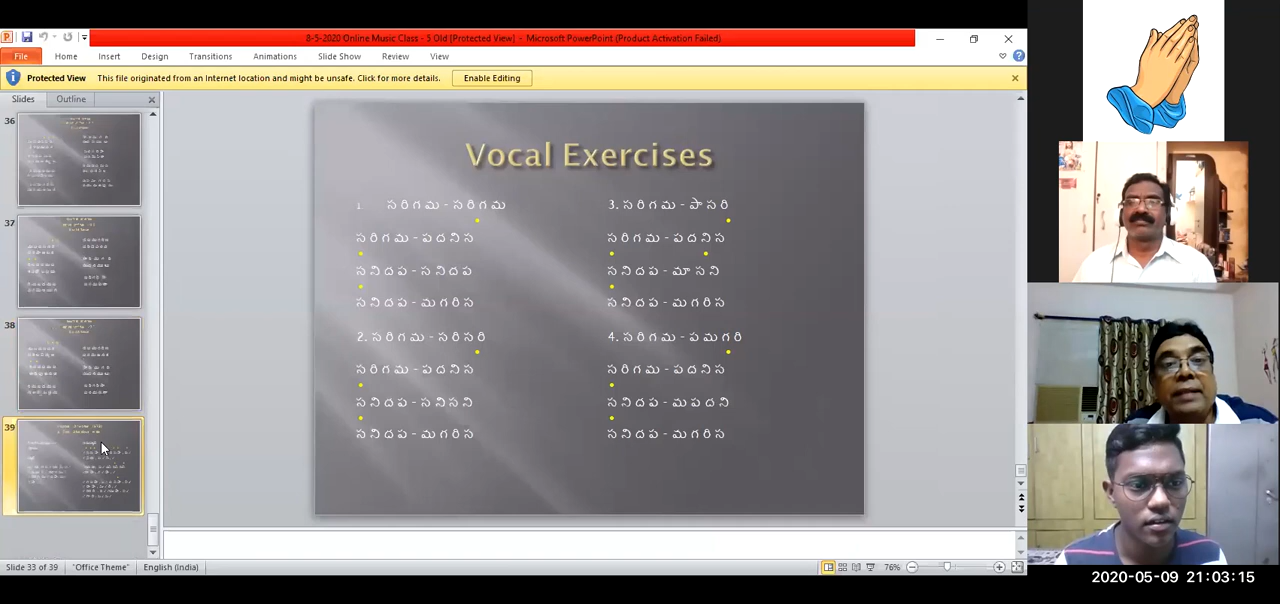 8-5-2020 Online Music Class - 5 Old [Protected View] - Microsoft PowerPoint (Product Activation Failed)
File Home Insert Design Transitions Animations Slide Show Review View
Protected View This file originated from an Internet location and might be unsafe. Click for more details. Enable Editing
Slides Outline
36
37
38
39
Vocal Exercises
1. సరిగమ - సరిగమ
సరిగమ - పదనిస
సనిదప - సనిదప
సనిదప - మగరిస
2. సరిగమ - సరిసరి
సరిగమ - పదనిస
సనిదప - సనిసని
సనిదప - మగరిస
3. సరిగమ - పాసరి
సరిగమ - పదనిస
సనిదప - మాసని
సనిదప - మగరిస
4. సరిగమ - పమగరి
సరిగమ - పదనిస
సనిదప - మపదని
సనిదప - మగరిస
Slide 33 of 39 "Office Theme" English (India) 76%
2020-05-09 21:03:15